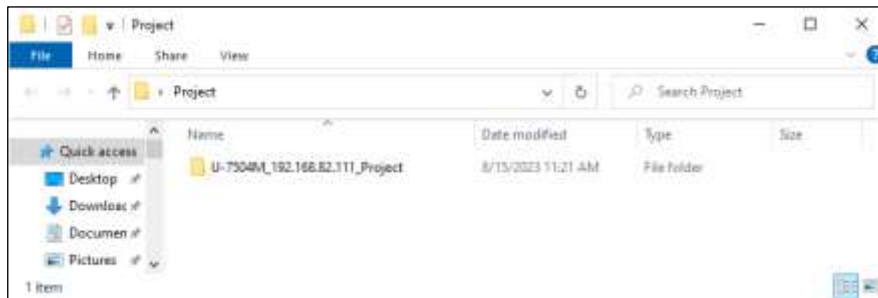 Project
File Home Share View
Project Search Project
Name Date modified Type Size
Quick access
U-7504M_192.168.82.111_Project 8/15/2023 11:21 AM File folder
Desktop
Downloac
Documen
Pictures
1 item